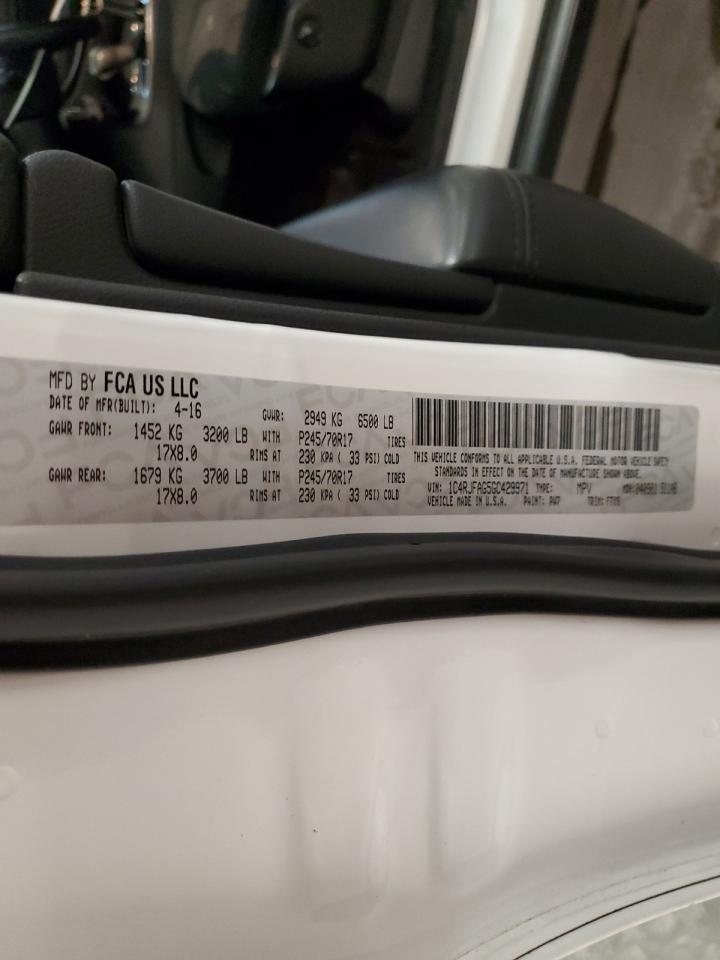 MFD BY FCA US LLC
DATE OF MFR(BUILT): 4-16 GVWR: 2949 KG 6500 LB
GAWR FRONT: 1452 KG 3200 LB WITH P245/70R17 TIRES
17X8.0 RIMS AT 230 KPA ( 33 PSI) COLD
GAWR REAR: 1679 KG 3700 LB WITH P245/70R17 TIRES
17X8.0 RIMS AT 230 KPA ( 33 PSI) COLD
THIS VEHICLE CONFORMS TO ALL APPLICABLE U.S.A. FEDERAL MOTOR VEHICLE SAFETY
STANDARDS IN EFFECT ON THE DATE OF MANUFACTURE SHOWN ABOVE.
VIN: 1C4RJFAG5GC429971 TYPE: MPV MDH:
VEHICLE MADE IN U.S.A. PAINT: PW7 TRIM: